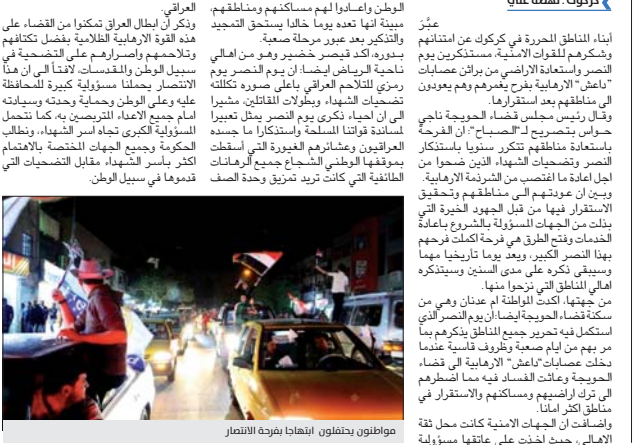 كركوك : نهضة علي
عبَّرَ
أبناء المناطق المحررة في كركوك عن امتنانهم
وشكرهم للقوات الامنية، مستذكرين يوم
النصر واستعادة الاراضي من براثن عصابات
"داعش" الارهابية بفرح يغمرهم وهم يعودون
الى مناطقهم بعد استقرارها.
وقال رئيس مجلس قضاء الحويجة ناجي
حواس بتصريح لـ"الصباح": ان الفرحة
باستعادة مناطقهم تتكرر سنويا باستذكار
النصر وتضحيات الشهداء الذين ضحوا من
اجل اعادة ما اغتصب من الشرذمة الارهابية.
وبين ان عودتهم الى مناطقهم وتحقيق
الاستقرار فيها من قبل الجهود الخيرة التي
بذلت من الجهات المسؤولة بالشروع باعادة
الخدمات وفتح الطرق هي فرحة اكملت فرحهم
بهذا النصر الكبير، ويعد يوما تأريخيا مهما
وسيبقى ذكره على مدى السنين وسيتذكره
اهالي المناطق التي نزحوا منها.
من جهتها، اكدت المواطنة ام عدنان وهي من
سكنة قضاء الحويجة ايضا: ان يوم النصر الذي
استكمل فيه تحرير جميع المناطق يذكرهم بما
مر بهم من ايام صعبة وظروف قاسية عندما
دخلت عصابات"داعش" الارهابية الى قضاء
الحويجة وعاثت الفساد فيه مما اضطرهم
الى ترك اراضيهم ومساكنهم والاستقرار في
مناطق اكثر امانا.
واضافت ان الجهات الامنية كانت محل ثقة
الاهالي، حيث اخذت على عاتقها مسؤولية
الوطن واعادوا لهم مساكنهم ومناطقهم،
مبينة انها تعده يوما خالدا يستحق التمجيد
والتذكير بعد عبور مرحلة صعبة.
بدوره، اكد قيصر خضير وهو من اهالي
ناحية الرياض ايضا: ان يوم النصر يوم
رمزي للتلاحم العراقي باعلى صوره تكللته
تضحيات الشهداء وبطولات المقاتلين، مشيرا
الى ان احياء ذكرى يوم النصر يمثل تعبيرا
لمساندة قواتنا المسلحة واستذكارا ما جسده
العراقيون وعشائرهم الغيورة التي أسقطت
بموقفها الوطني الشجاع جميع الرهانات
الطائفية التي كانت تريد تمزيق وحدة الصف
العراقي.
وذكر ان ابطال العراق تمكنوا من القضاء على
هذه القوة الارهابية الظلامية بفضل تكتافهم
وتلاحمهم واصرارهم على التضحية في
سبيل الوطن والمقدسات، لافتاً الى ان هذا
الانتصار يحملنا مسؤولية كبيرة للمحافظة
عليه وعلى الوطن وحماية وحدته وسيادته
امام جميع الاعداء المتربصين به، كما نتحمل
المسؤولية الكبرى تجاه اسر الشهداء، ونطالب
الحكومة وجميع الجهات المختصة بالاهتمام
اكثر بأسر الشهداء مقابل التضحيات التي
قدموها في سبيل الوطن.
مواطنون يحتفلون ابتهاجا بفرحة الانتصار